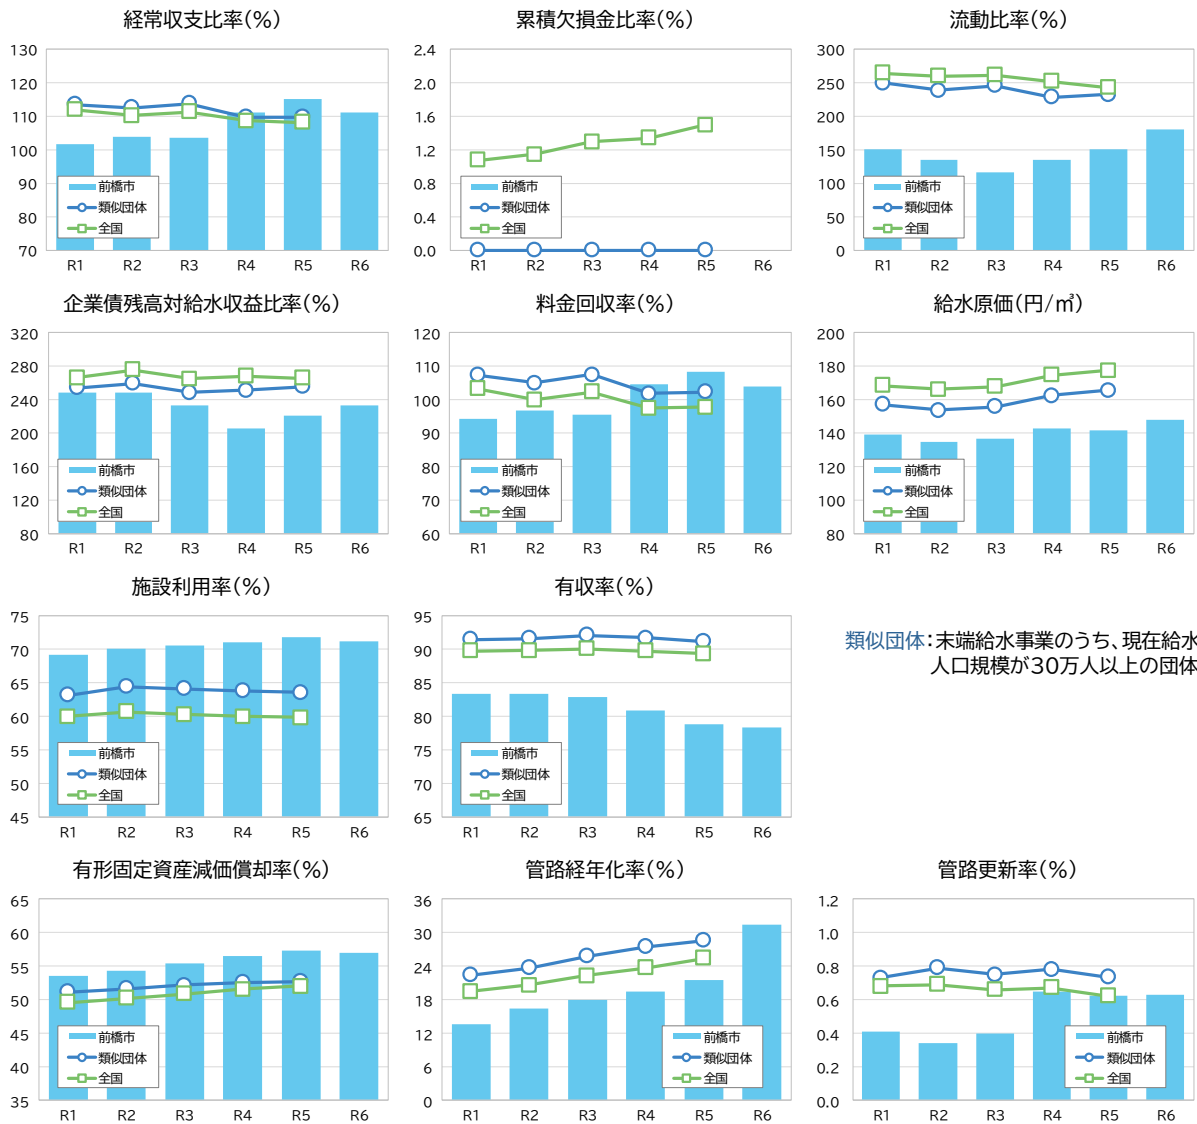 経常収支比率(%)
130
120
110
100
90
80
70
前橋市
類似団体
全国
R1 R2 R3 R4 R5 R6
累積欠損金比率(%)
2.4
2.0
1.6
1.2
0.8
0.4
0.0
前橋市
類似団体
全国
R1 R2 R3 R4 R5 R6
流動比率(%)
300
250
200
150
100
50
0
前橋市
類似団体
全国
R1 R2 R3 R4 R5 R6
企業債残高対給水収益比率(%)
320
280
240
200
160
120
80
前橋市
類似団体
全国
R1 R2 R3 R4 R5 R6
料金回収率(%)
120
110
100
90
80
70
60
前橋市
類似団体
全国
R1 R2 R3 R4 R5 R6
給水原価(円/㎥)
200
180
160
140
120
100
80
前橋市
類似団体
全国
R1 R2 R3 R4 R5 R6
施設利用率(%)
75
70
65
60
55
50
45
前橋市
類似団体
全国
R1 R2 R3 R4 R5 R6
有収率(%)
95
90
85
80
75
70
65
前橋市
類似団体
全国
R1 R2 R3 R4 R5 R6
類似団体:末端給水事業のうち、現在給水
人口規模が30万人以上の団体
有形固定資産減価償却率(%)
65
60
55
50
45
40
35
前橋市
類似団体
全国
R1 R2 R3 R4 R5 R6
管路経年化率(%)
36
30
24
18
12
6
0
前橋市
類似団体
全国
R1 R2 R3 R4 R5 R6
管路更新率(%)
1.2
1.0
0.8
0.6
0.4
0.2
0.0
前橋市
類似団体
全国
R1 R2 R3 R4 R5 R6